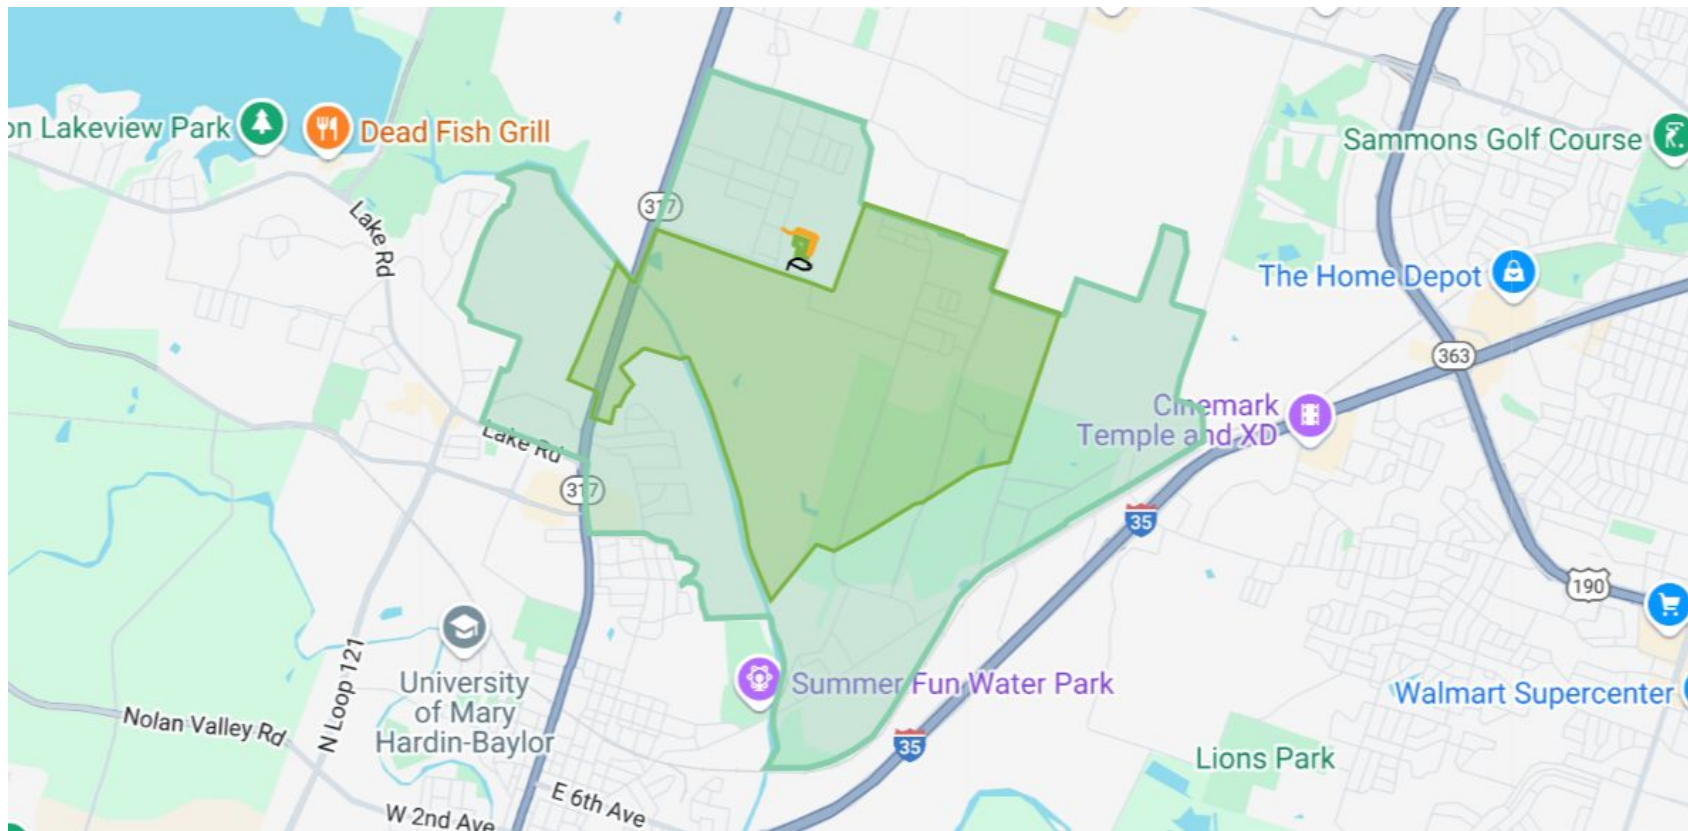 on Lakeview Park
Dead Fish Grill
317
Lake Rd
Sammons Golf Course
The Home Depot
363
Cinemark
Temple and XD
Lake Rd
317
35
190
University
of Mary
Hardin-Baylor
N Loop 121
Nolan Valley Rd
Summer Fun Water Park
Walmart Supercenter
35
Lions Park
E 6th Ave
W 2nd Ave